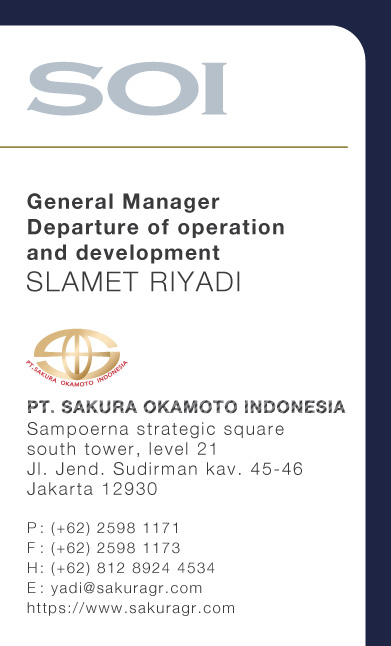 SOI
General Manager
Departure of operation
and development
SLAMET RIYADI
PT. SAKURA OKAMOTO INDONESIA
PT. SAKURA OKAMOTO INDONESIA
Sampoerna strategic square
south tower, level 21
Jl. Jend. Sudirman kav. 45-46
Jakarta 12930
P : (+62) 2598 1171
F : (+62) 2598 1173
H : (+62) 812 8924 4534
E : yadi@sakuragr.com
https://www.sakuragr.com